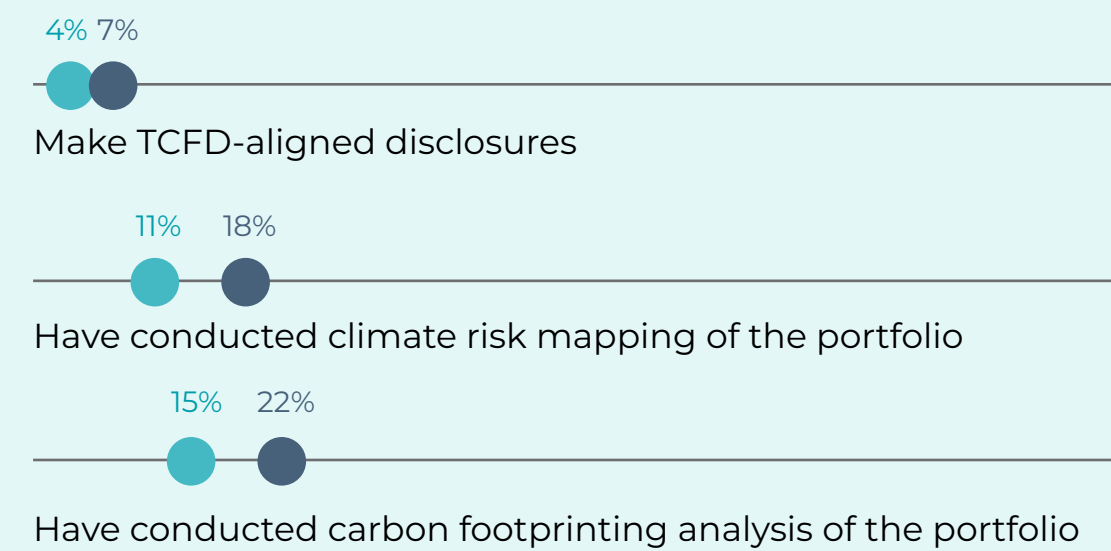 4% 7%
Make TCFD-aligned disclosures
11% 18%
Have conducted climate risk mapping of the portfolio
15% 22%
Have conducted carbon footprinting analysis of the portfolio